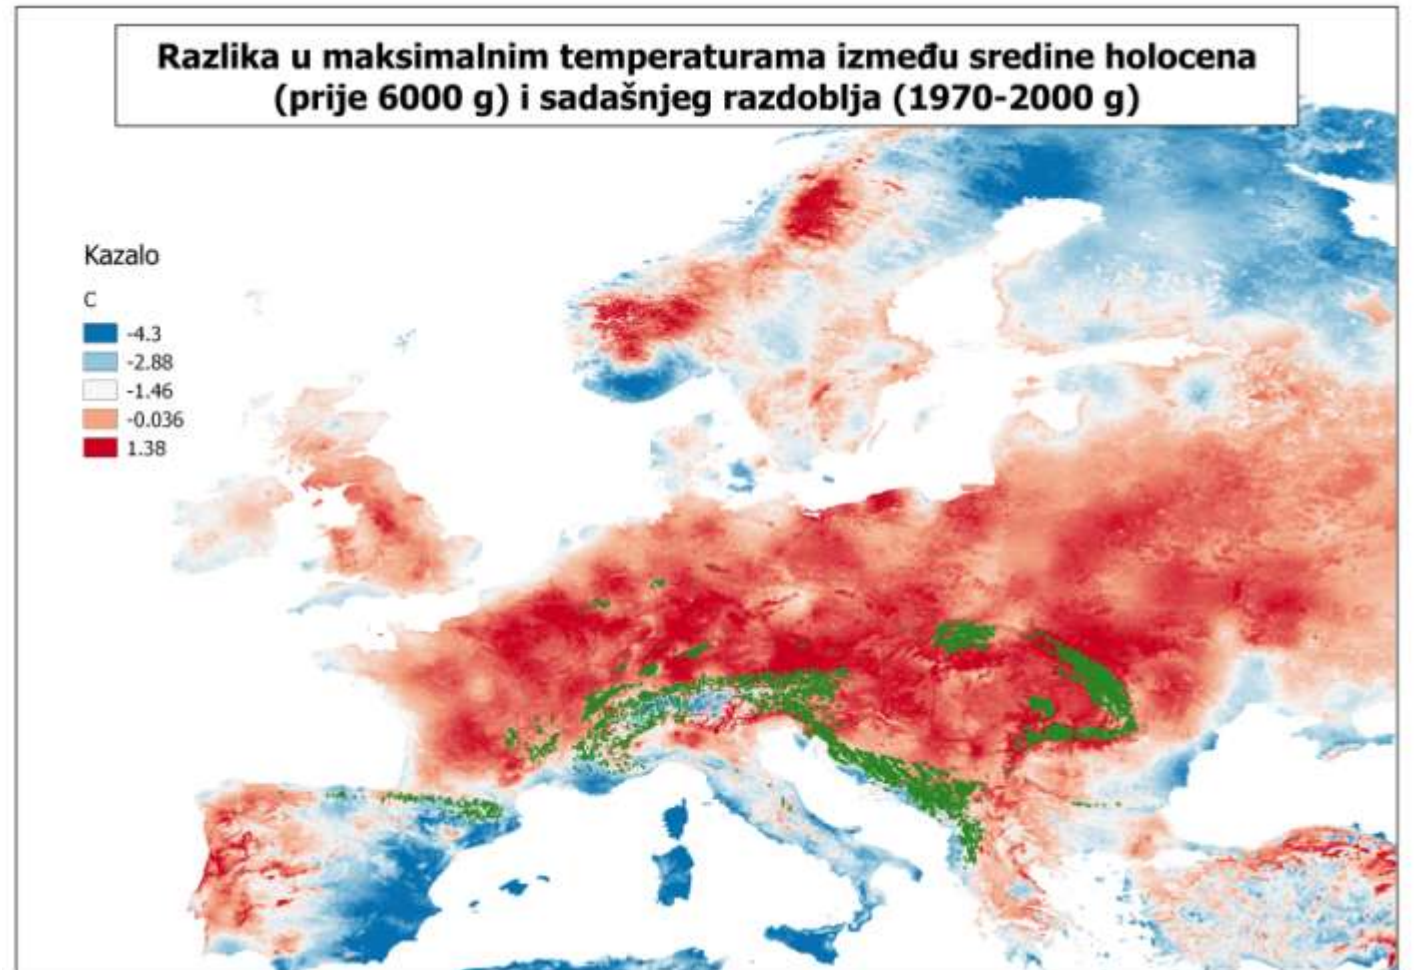 Razlika u maksimalnim temperaturama između sredine holocena
(prije 6000 g) i sadašnjeg razdoblja (1970-2000 g)
Kazalo
C
-4.3
-2.88
-1.46
-0.036
1.38